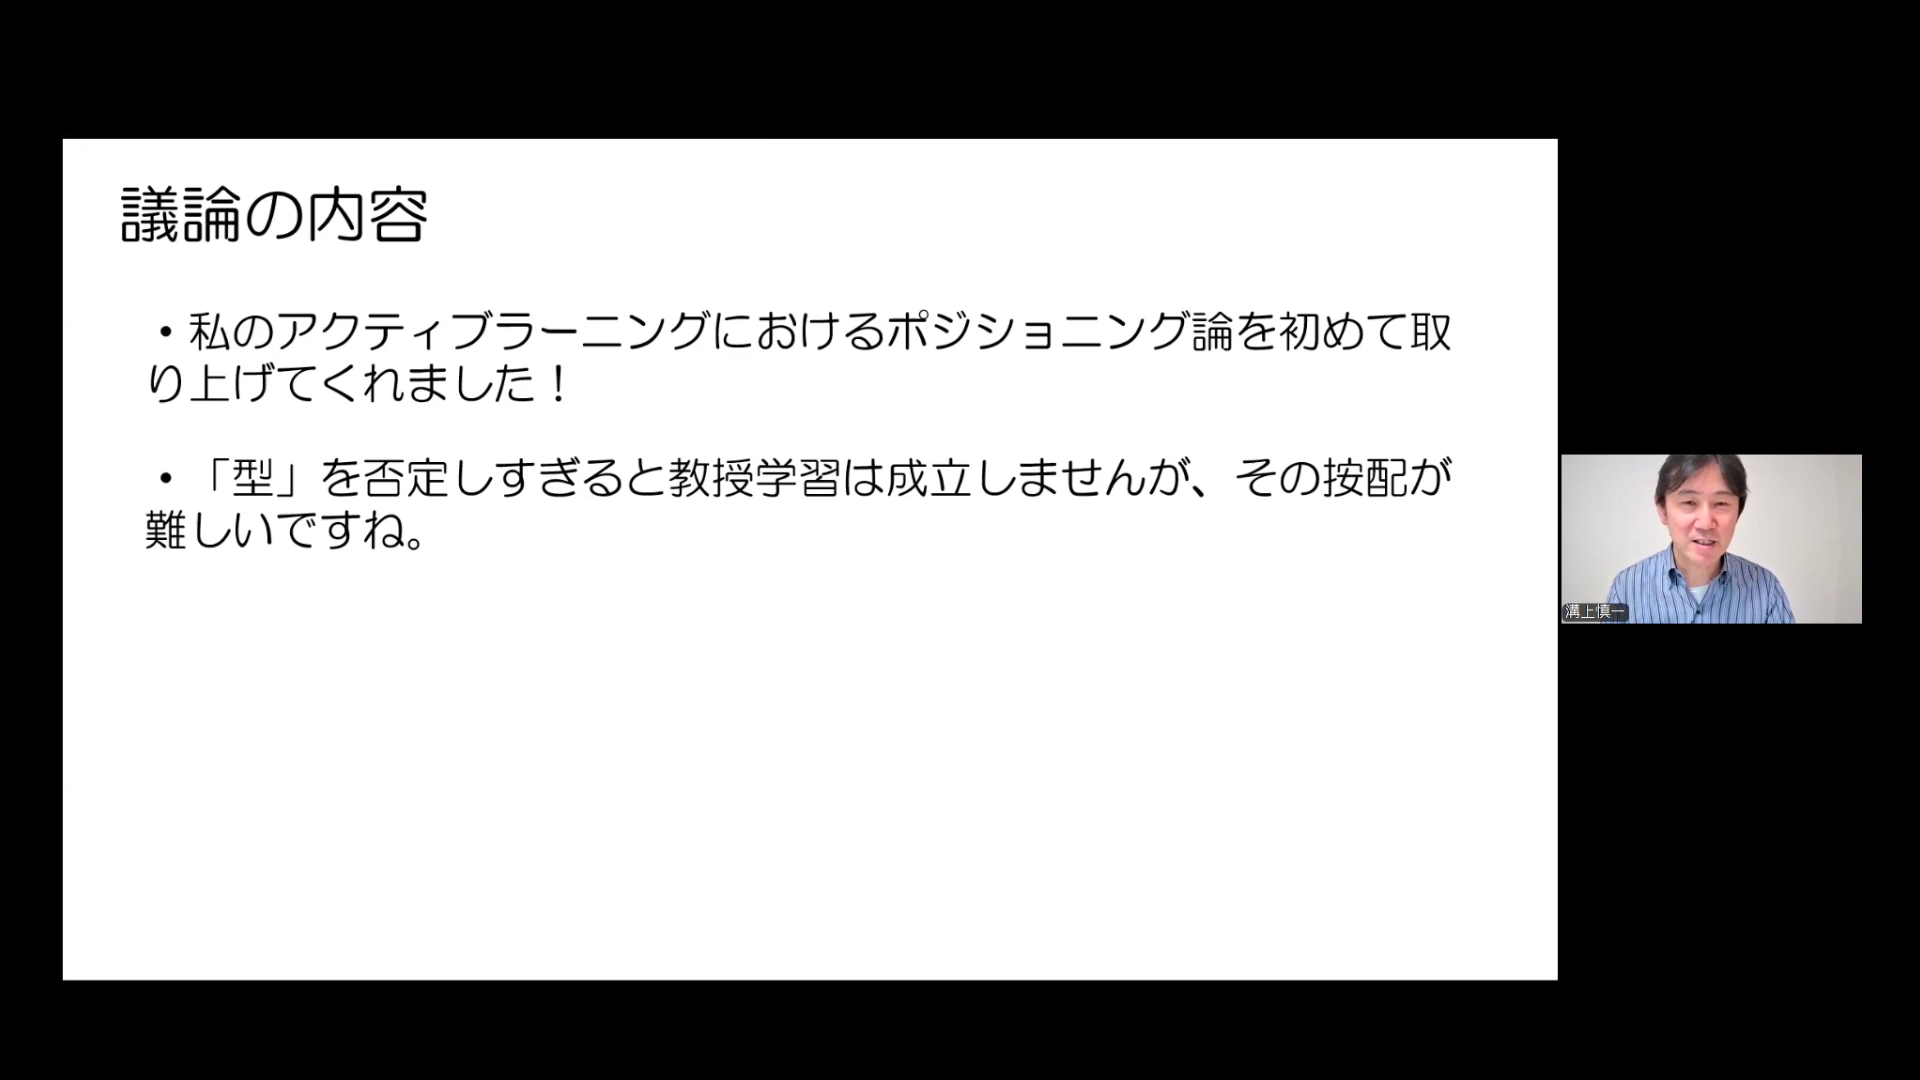 議論の内容
・私のアクティブラーニングにおけるポジショニング論を初めて取
り上げてくれました！
・「型」を否定しすぎると教授学習は成立しませんが、その按配が
難しいですね。
溝上慎一